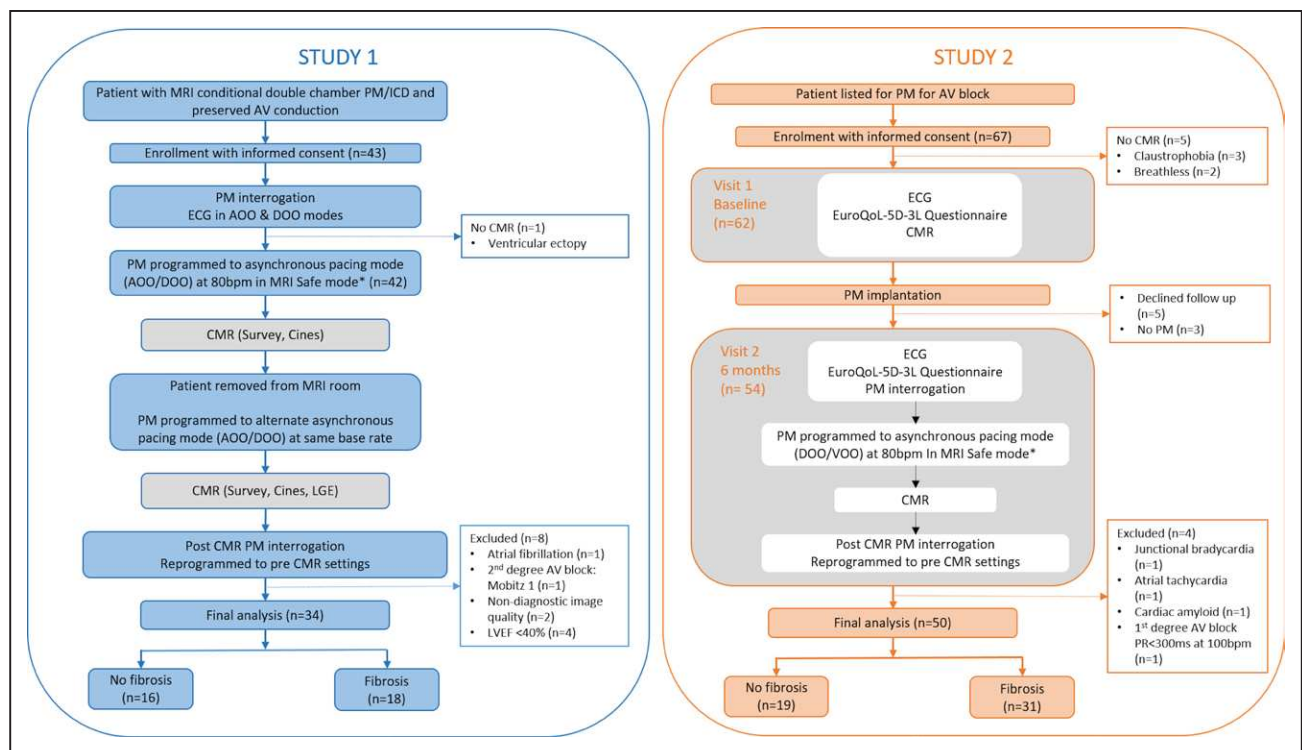 STUDY 1
Patient with MRI conditional double chamber PM/ICD and
preserved AV conduction
Enrollment with informed consent (n=43)
PM interrogation
ECG in AOO & DOO modes
No CMR (n=1)
• Ventricular ectopy
PM programmed to asynchronous pacing mode
(AOO/DOO) at 80bpm in MRI Safe mode* (n=42)
CMR (Survey, Cines)
Patient removed from MRI room
PM programmed to alternate asynchronous
pacing mode (AOO/DOO) at same base rate
CMR (Survey, Cines, LGE)
Post CMR PM interrogation
Reprogrammed to pre CMR settings
Excluded (n=8)
• Atrial fibrillation (n=1)
• 2nd degree AV block:
Mobitz 1 (n=1)
• Non-diagnostic image
quality (n=2)
• LVEF <40% (n=4)
Final analysis (n=34)
No fibrosis
(n=16)
Fibrosis
(n=18)
STUDY 2
Patient listed for PM for AV block
Enrolment with informed consent (n=67)
No CMR (n=5)
• Claustrophobia (n=3)
• Breathless (n=2)
Visit 1
Baseline
(n=62)
ECG
EuroQoL-5D-3L Questionnaire
CMR
PM implantation
• Declined follow up
(n=5)
• No PM (n=3)
Visit 2
6 months
(n= 54)
ECG
EuroQoL-5D-3L Questionnaire
PM interrogation
PM programmed to asynchronous pacing mode
(DOO/VOO) at 80bpm In MRI Safe mode*
CMR
Post CMR PM interrogation
Reprogrammed to pre CMR settings
Excluded (n=4)
• Junctional bradycardia
(n=1)
• Atrial tachycardia
(n=1)
• Cardiac amyloid (n=1)
• 1st degree AV block
PR<300ms at 100bpm
(n=1)
Final analysis (n=50)
No fibrosis
(n=19)
Fibrosis
(n=31)